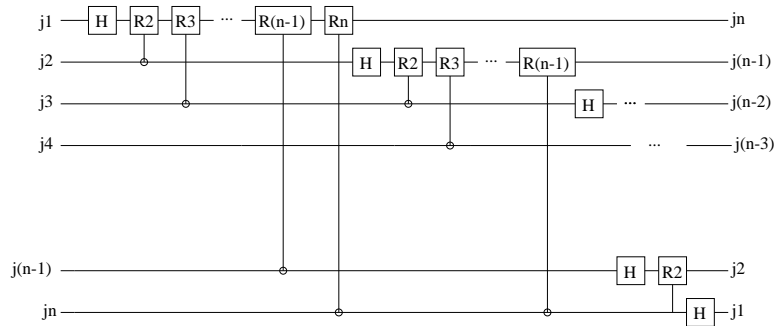 j1 H R2 R3 ... R(n-1) Rn jn
j2 H R2 R3 ... R(n-1) j(n-1)
j3 H ... j(n-2)
j4 ... j(n-3)
j(n-1) H R2 j2
jn H j1